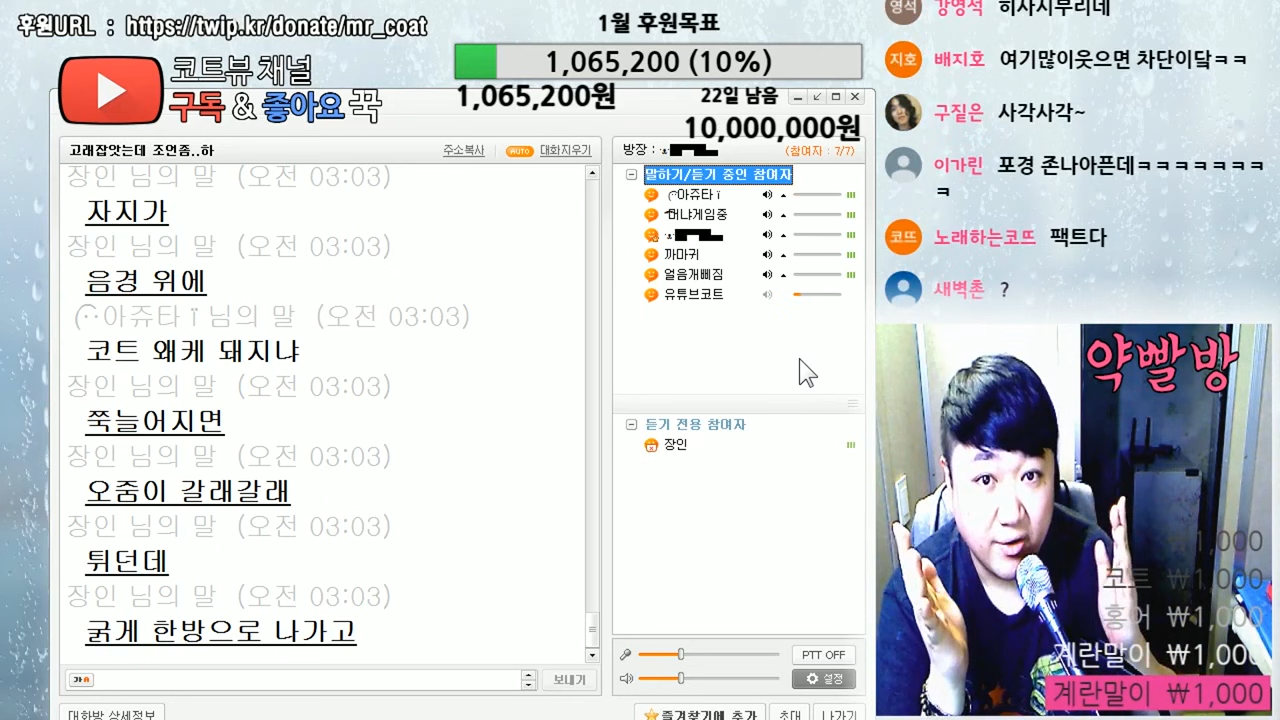 후원URL : https://twip.kr/donate/mr_coat
코트뷰 채널
구독 & 좋아요 꾹
1월 후원목표
1,065,200 (10%)
1,065,200원
22일 남음
10,000,000원
고래잡앗는데 조언좀..하
주소복사
AUTO 대화지우기
장인 님의 말 (오전 03:03)
자지가
장인 님의 말 (오전 03:03)
음경 위에
아쥬타ㅣ님의 말 (오전 03:03)
코트 왜케 돼지냐
장인 님의 말 (오전 03:03)
쭉늘어지면
장인 님의 말 (오전 03:03)
오줌이 갈래갈래
장인 님의 말 (오전 03:03)
튀던데
장인 님의 말 (오전 03:03)
굵게 한방으로 나가고
가
보내기
대화방 상세정보
방장 :
(참여자 : 7/7)
말하기/듣기 중인 참여자
아쥬타ㅣ
머냐게임중
까마귀
얼음개삐짐
유튜브코트
듣기 전용 참여자
장인
PTT OFF
설정
즐겨찾기에 추가
초대
나가기
영석 강영석 히사시부리네
지호 배지호 여기많이웃으면 차단이닼ㅋㅋ
구짙은 사각사각~
이가린 포경 존나아픈데ㅋㅋㅋㅋㅋㅋㅋ
ㅋ
코뜨 노래하는코뜨 팩트다
새벽촌 ?
약빨방
₩1,000
코트 ₩1,000
홍어 ₩1,000
계란말이 ₩1,000
계란말이 ₩1,000